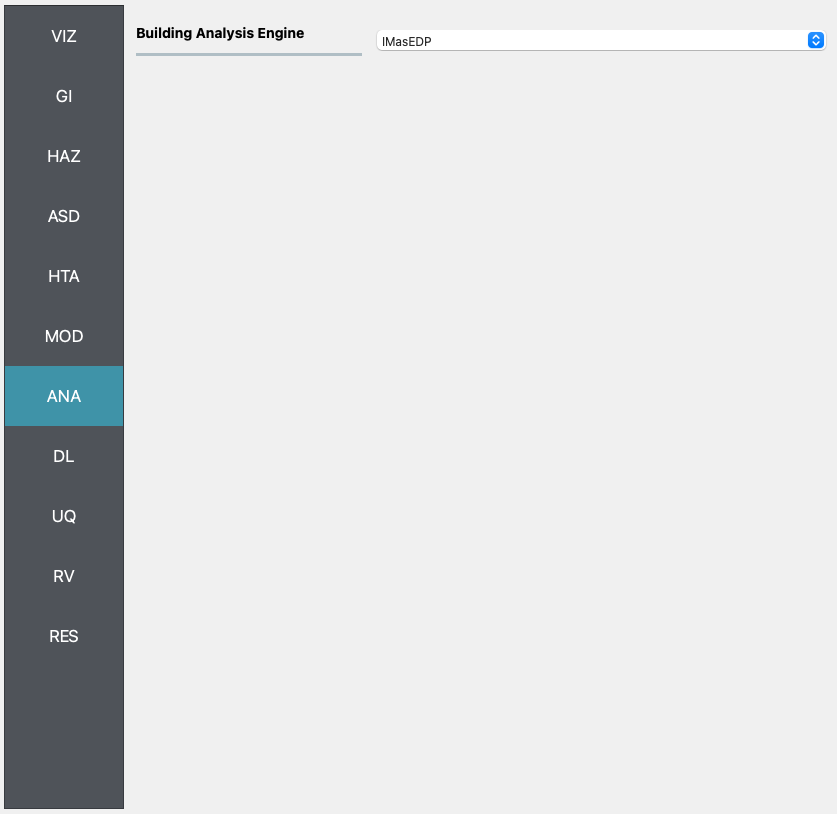 VIZ
GI
HAZ
ASD
HTA
MOD
ANA
DL
UQ
RV
RES
Building Analysis Engine
IMasEDP